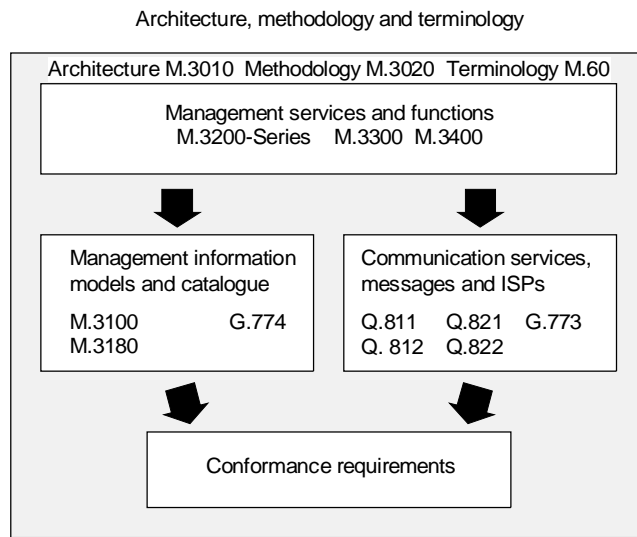 Architecture, methodology and terminology
Architecture M.3010 Methodology M.3020 Terminology M.60
Management services and functions
M.3200-Series M.3300 M.3400
Management information
models and catalogue
M.3100 G.774
M.3180
Communication services,
messages and ISPs
Q.811 Q.821 G.773
Q. 812 Q.822
Conformance requirements